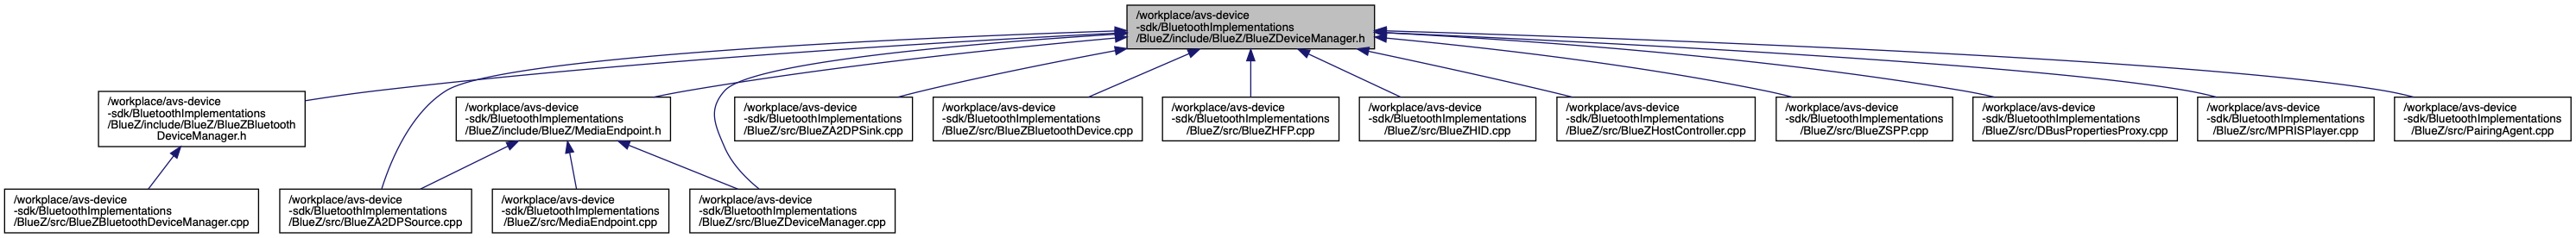 /workplace/avs-device
-sdk/BluetoothImplementations
/BlueZ/include/BlueZ/BlueZDeviceManager.h
/workplace/avs-device
-sdk/BluetoothImplementations
/BlueZ/include/BlueZ/BlueZBluetooth
DeviceManager.h
/workplace/avs-device
-sdk/BluetoothImplementations
/BlueZ/include/BlueZ/MediaEndpoint.h
/workplace/avs-device
-sdk/BluetoothImplementations
/BlueZ/src/BlueZA2DPSink.cpp
/workplace/avs-device
-sdk/BluetoothImplementations
/BlueZ/src/BlueZBluetoothDevice.cpp
/workplace/avs-device
-sdk/BluetoothImplementations
/BlueZ/src/BlueZHFP.cpp
/workplace/avs-device
-sdk/BluetoothImplementations
/BlueZ/src/BlueZHID.cpp
/workplace/avs-device
-sdk/BluetoothImplementations
/BlueZ/src/BlueZHostController.cpp
/workplace/avs-device
-sdk/BluetoothImplementations
/BlueZ/src/BlueZSPP.cpp
/workplace/avs-device
-sdk/BluetoothImplementations
/BlueZ/src/DBusPropertiesProxy.cpp
/workplace/avs-device
-sdk/BluetoothImplementations
/BlueZ/src/MPRISPlayer.cpp
/workplace/avs-device
-sdk/BluetoothImplementations
/BlueZ/src/PairingAgent.cpp
/workplace/avs-device
-sdk/BluetoothImplementations
/BlueZ/src/BlueZBluetoothDeviceManager.cpp
/workplace/avs-device
-sdk/BluetoothImplementations
/BlueZ/src/BlueZA2DPSource.cpp
/workplace/avs-device
-sdk/BluetoothImplementations
/BlueZ/src/MediaEndpoint.cpp
/workplace/avs-device
-sdk/BluetoothImplementations
/BlueZ/src/BlueZDeviceManager.cpp